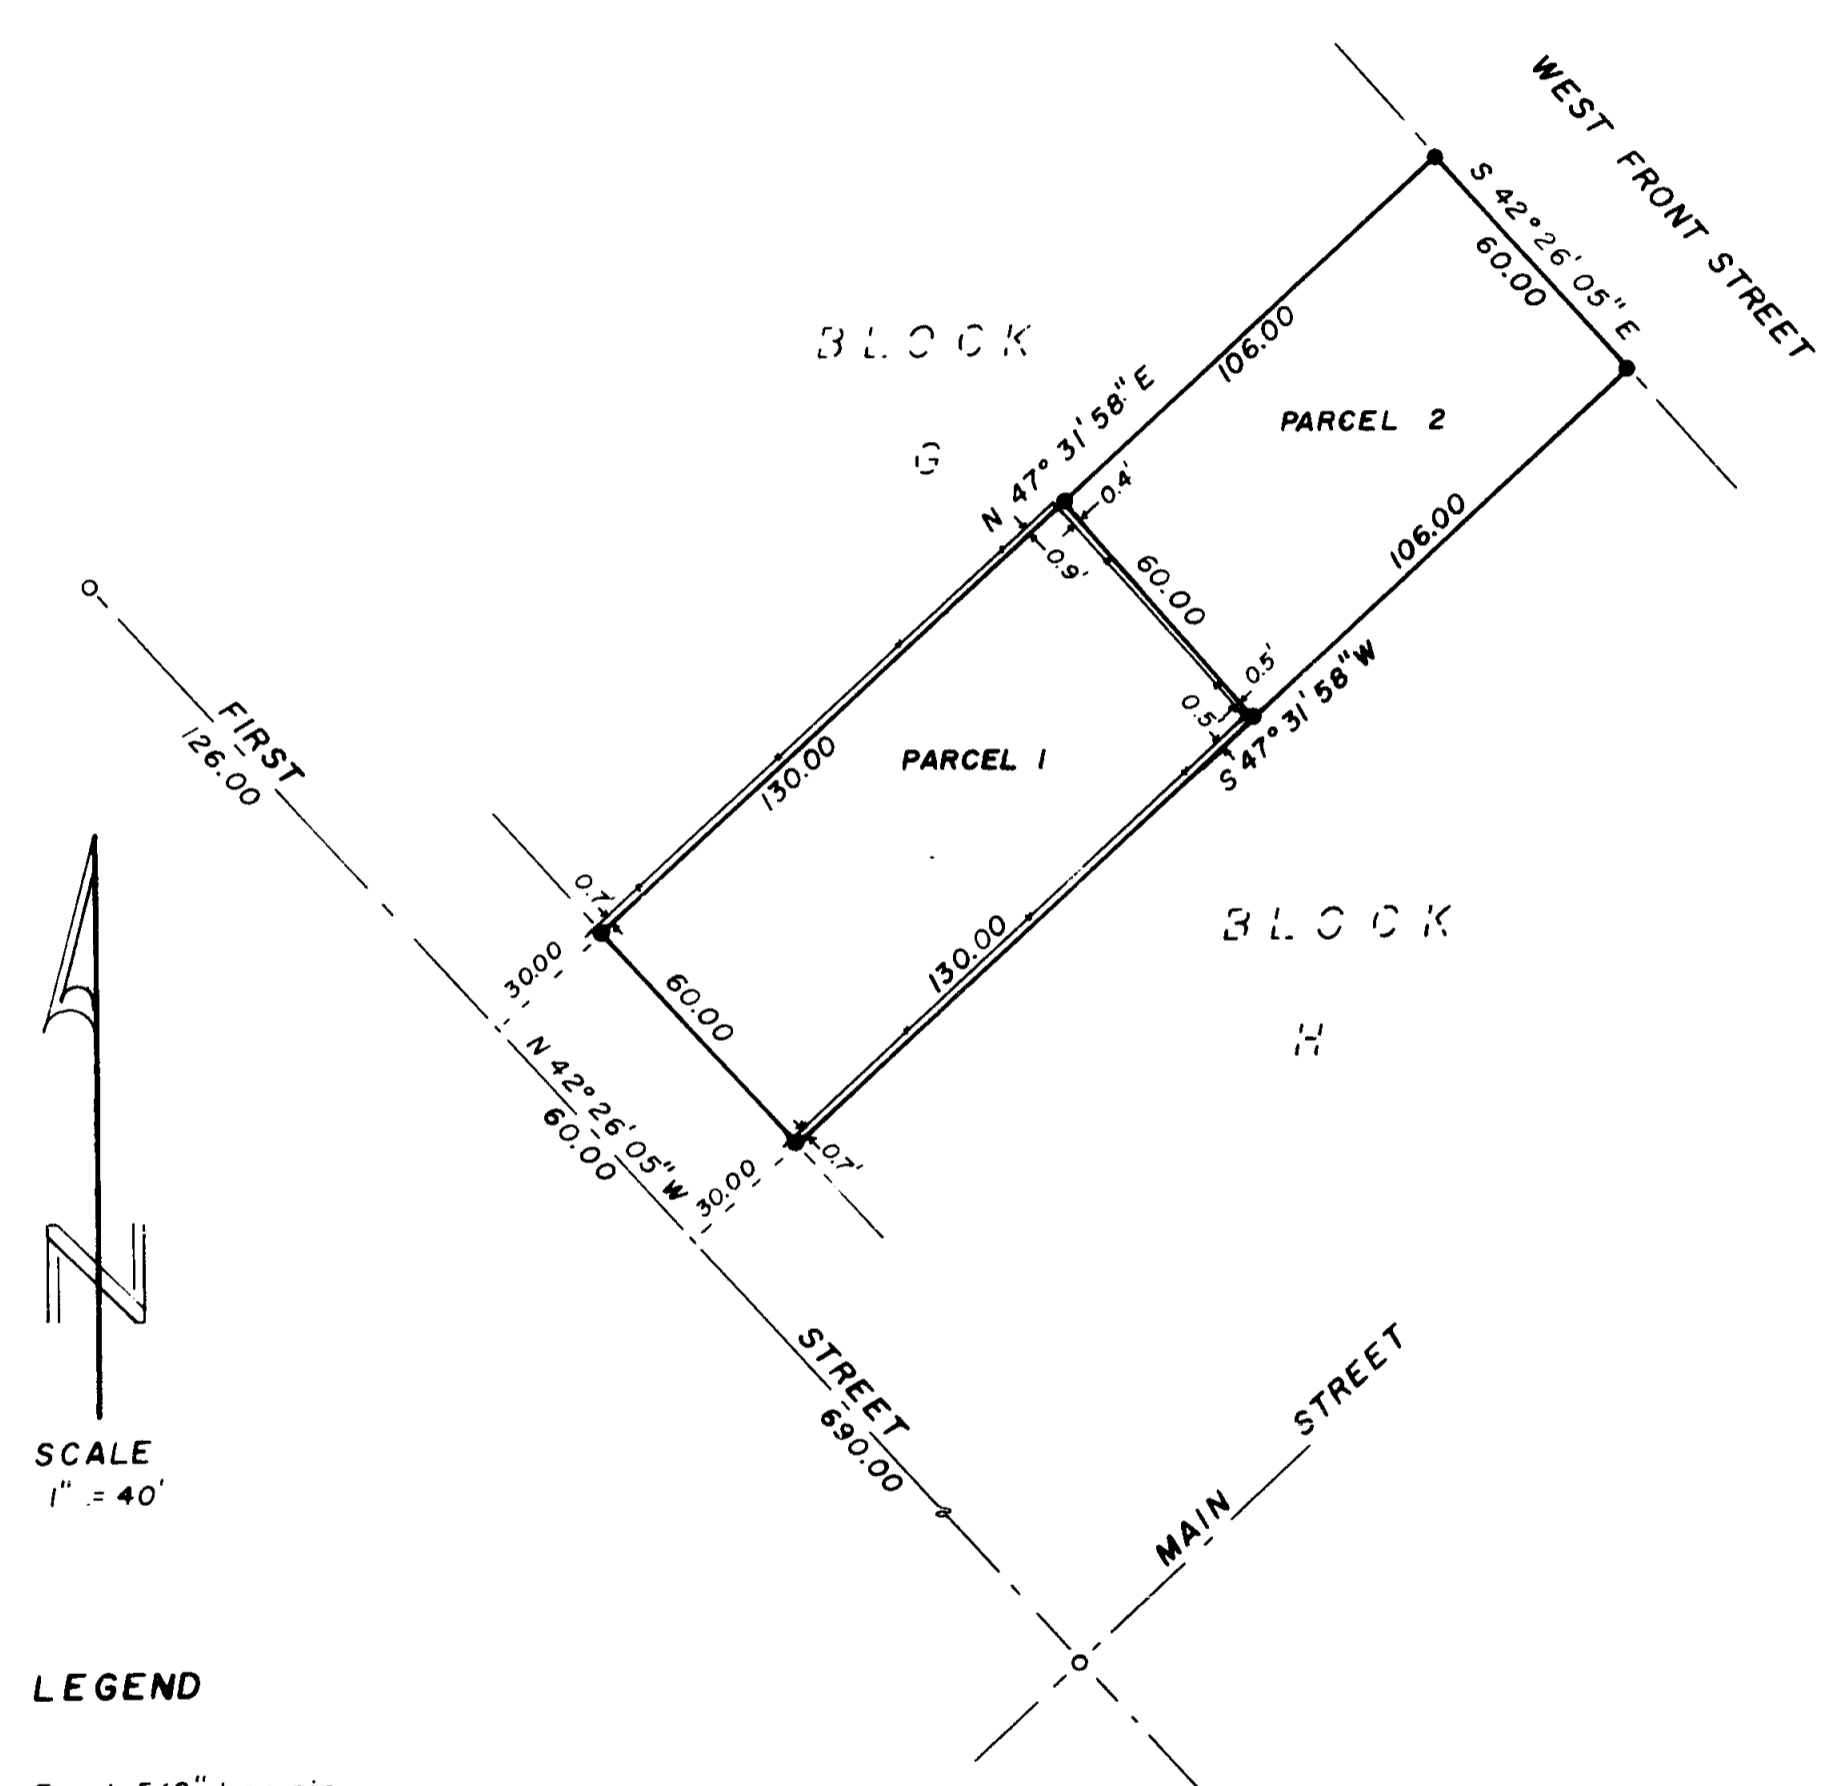 WEST FRONT STREET
S 42° 26' 05" E
60.00
106.00
BLOCK
G
N 47° 31' 58" E
PARCEL 2
0.4'
0.9'
60.00
106.00
0.5'
0.5'
S 47° 31' 58" W
FIRST
126.00
130.00
PARCEL 1
0.7'
30.00
60.00
130.00
BLOCK
H
N 42° 26' 05" W
60.00
30.00
0.7'
STREET
690.00
MAIN STREET
N
SCALE
1" = 40'
LEGEND